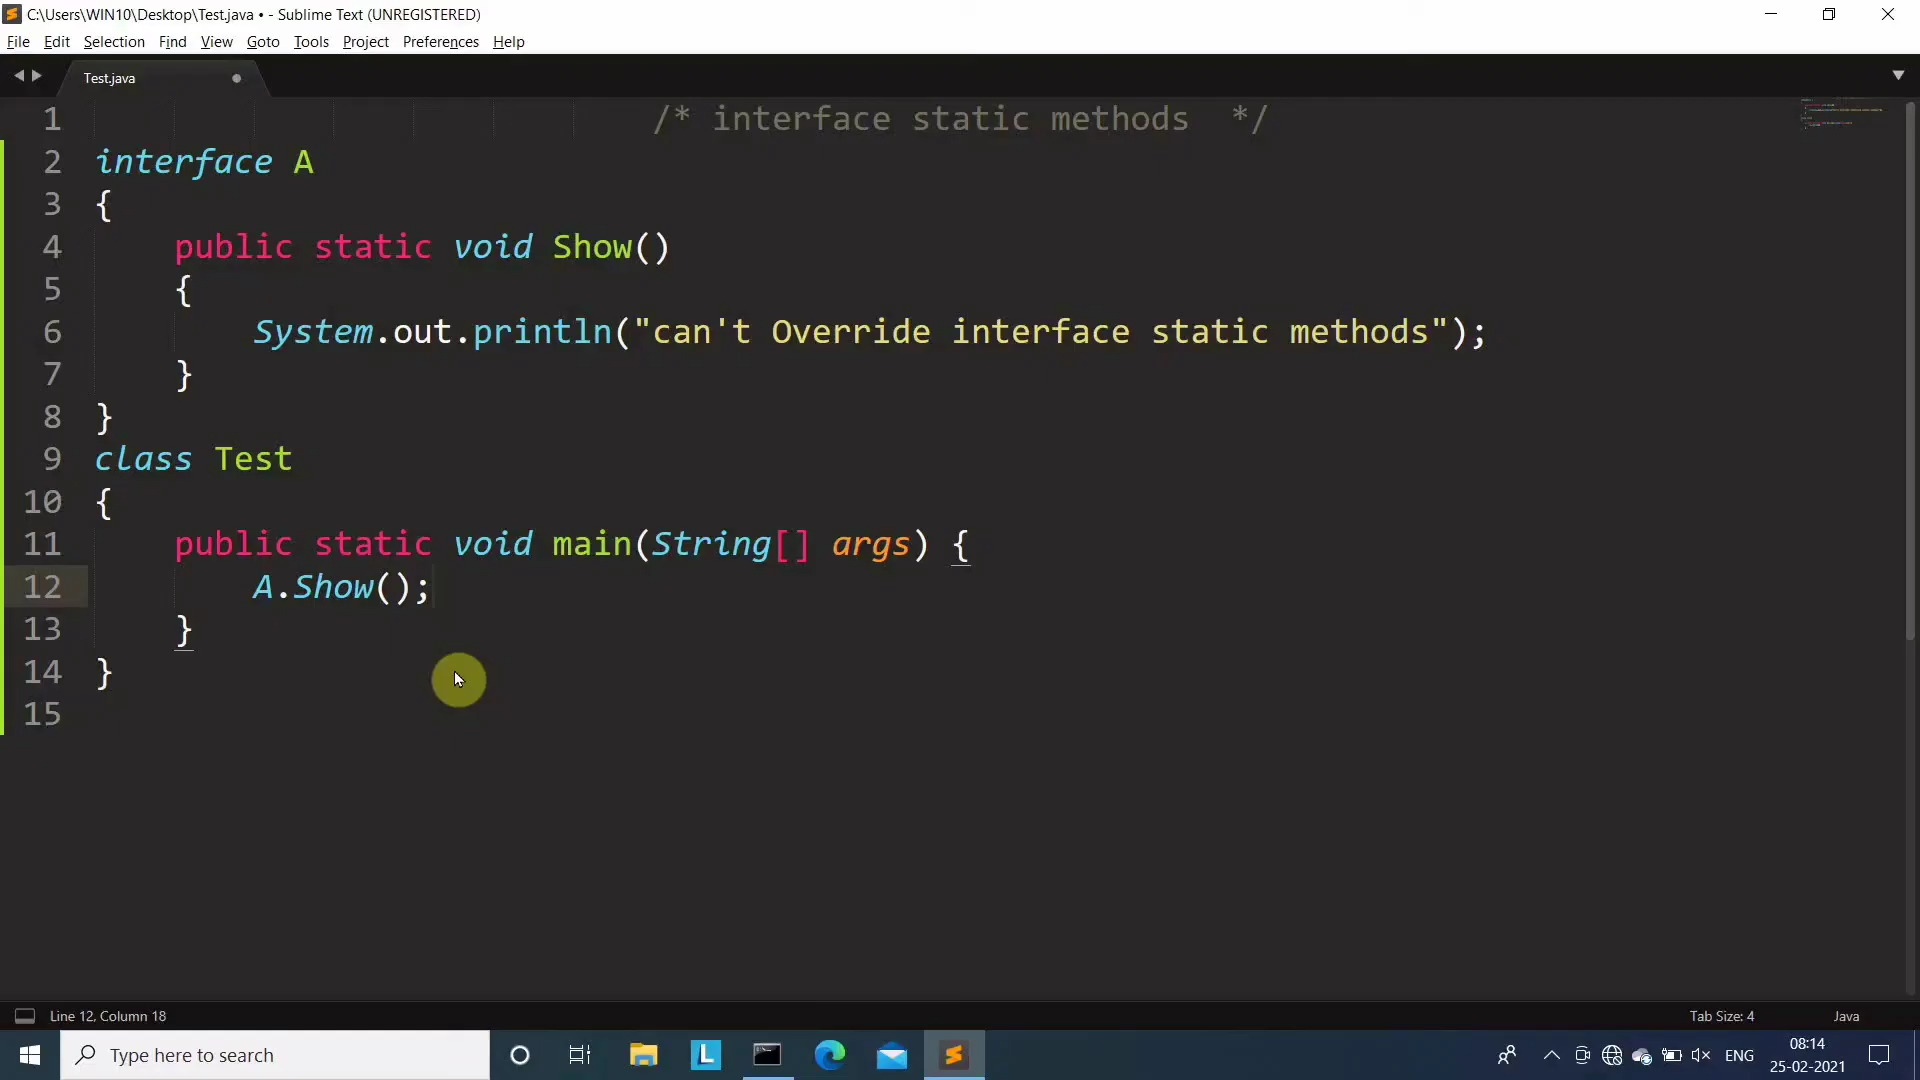 C:\Users\WIN10\Desktop\Test.java • - Sublime Text (UNREGISTERED)
File Edit Selection Find View Goto Tools Project Preferences Help
Test.java
1 /* interface static methods */
2 interface A
3 {
4 public static void Show()
5 {
6 System.out.println("can't Override interface static methods");
7 }
8 }
9 class Test
10 {
11 public static void main(String[] args) {
12 A.Show();
13 }
14 }
15
Line 12, Column 18 Tab Size: 4 Java
Type here to search L ENG 08:14
25-02-2021